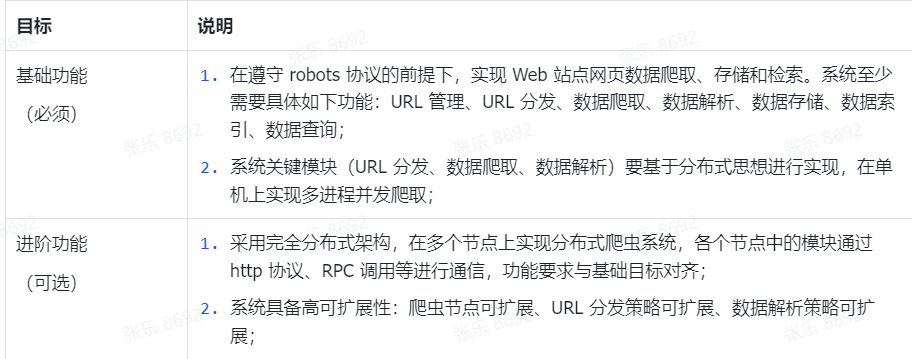 目标
说明
基础功能
（必须）
1. 在遵守 robots 协议的前提下，实现 Web 站点网页数据爬取、存储和检索。系统至少
需要具体如下功能：URL 管理、URL 分发、数据爬取、数据解析、数据存储、数据索
引、数据查询；
2. 系统关键模块（URL 分发、数据爬取、数据解析）要基于分布式思想进行实现，在单
机上实现多进程并发爬取；
进阶功能
（可选）
1. 采用完全分布式架构，在多个节点上实现分布式爬虫系统，各个节点中的模块通过
http 协议、RPC 调用等进行通信，功能要求与基础目标对齐；
2. 系统具备高可扩展性：爬虫节点可扩展、URL 分发策略可扩展、数据解析策略可扩
展；
张乐 8692